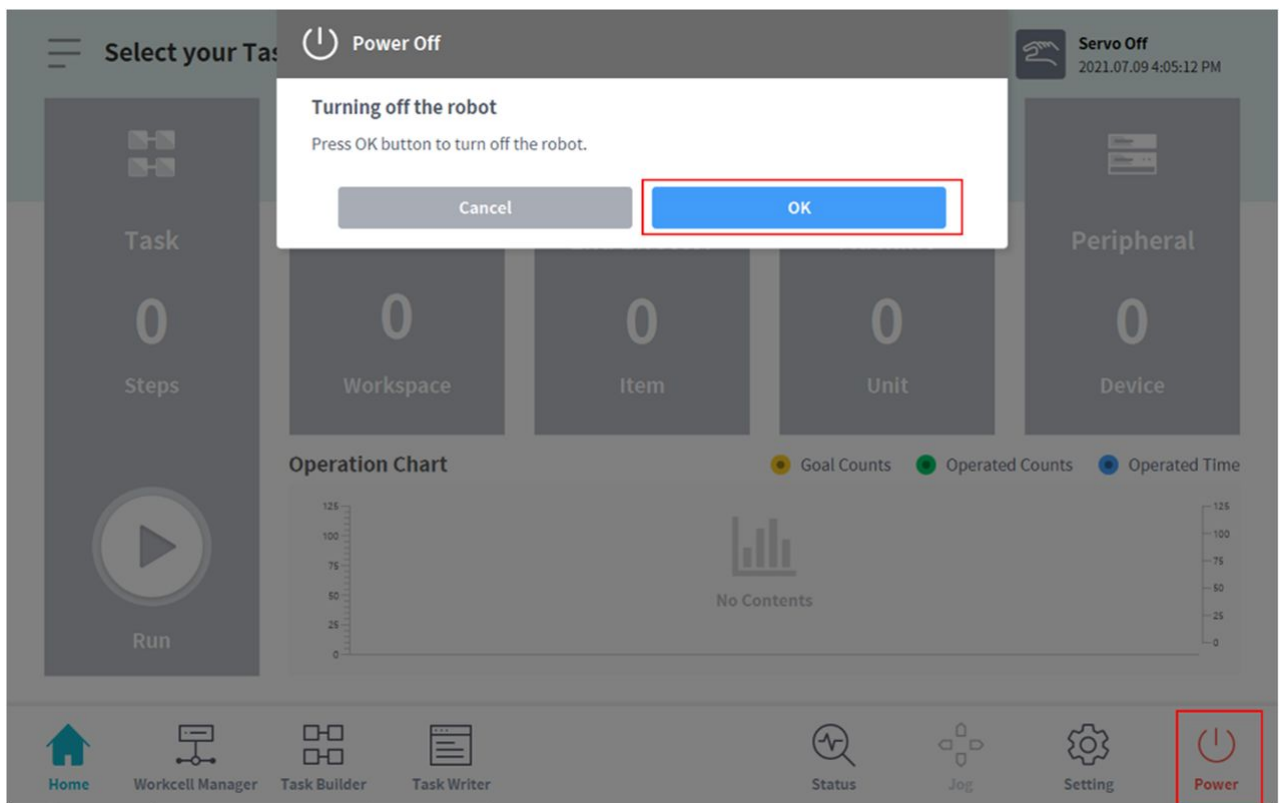 Select your Tas
Power Off
Servo Off
2021.07.09 4:05:12 PM
Turning off the robot
Press OK button to turn off the robot.
Cancel
OK
Task
Peripheral
0
0
0
0
0
Steps
Workspace
Item
Unit
Device
Operation Chart
Goal Counts
Operated Counts
Operated TIme
125
100
75
50
25
0
No Contents
125
100
75
50
25
0
Run
Home
Workcell Manager
Task Builder
Task Writer
Status
Jog
Setting
Power